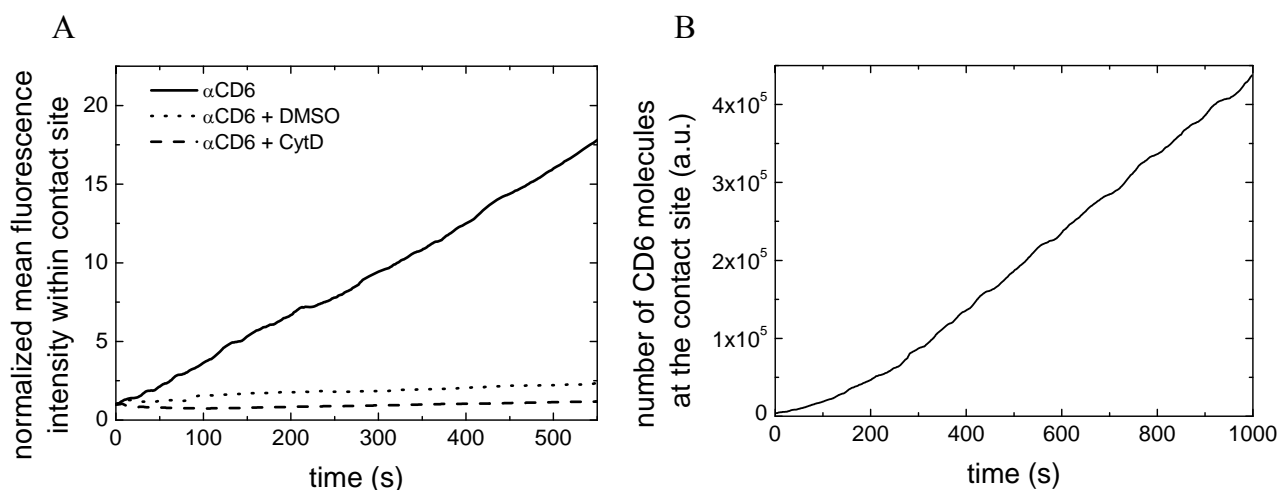 A
normalized mean fluorescence
intensity within contact site
20
15
10
5
0
αCD6
αCD6 + DMSO
αCD6 + CytD
0 100 200 300 400 500
time (s)
B
number of CD6 molecules
at the contact site (a.u.)
4x10⁵
3x10⁵
2x10⁵
1x10⁵
0
0 200 400 600 800 1000
time (s)